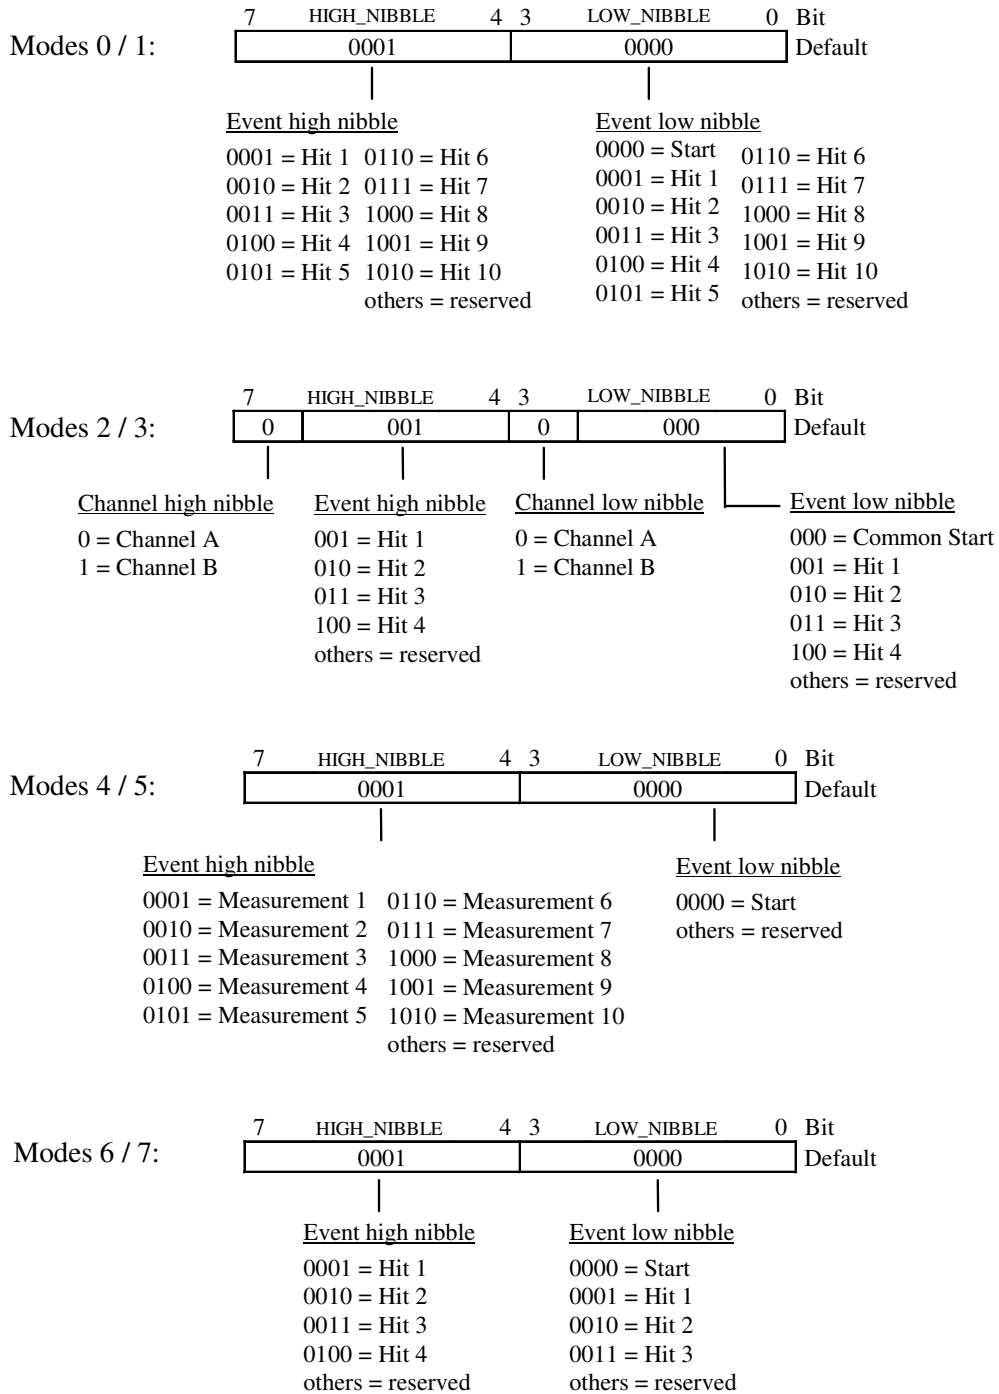 7 HIGH_NIBBLE 4 3 LOW_NIBBLE 0 Bit
Modes 0 / 1: 0001 0000 Default
Event high nibble
0001 = Hit 1 0110 = Hit 6
0010 = Hit 2 0111 = Hit 7
0011 = Hit 3 1000 = Hit 8
0100 = Hit 4 1001 = Hit 9
0101 = Hit 5 1010 = Hit 10
others = reserved
Event low nibble
0000 = Start 0110 = Hit 6
0001 = Hit 1 0111 = Hit 7
0010 = Hit 2 1000 = Hit 8
0011 = Hit 3 1001 = Hit 9
0100 = Hit 4 1010 = Hit 10
0101 = Hit 5 others = reserved
7 HIGH_NIBBLE 4 3 LOW_NIBBLE 0 Bit
Modes 2 / 3: 0 001 0 000 Default
Channel high nibble
0 = Channel A
1 = Channel B
Event high nibble
001 = Hit 1
010 = Hit 2
011 = Hit 3
100 = Hit 4
others = reserved
Channel low nibble
0 = Channel A
1 = Channel B
Event low nibble
000 = Common Start
001 = Hit 1
010 = Hit 2
011 = Hit 3
100 = Hit 4
others = reserved
7 HIGH_NIBBLE 4 3 LOW_NIBBLE 0 Bit
Modes 4 / 5: 0001 0000 Default
Event high nibble
0001 = Measurement 1 0110 = Measurement 6
0010 = Measurement 2 0111 = Measurement 7
0011 = Measurement 3 1000 = Measurement 8
0100 = Measurement 4 1001 = Measurement 9
0101 = Measurement 5 1010 = Measurement 10
others = reserved
Event low nibble
0000 = Start
others = reserved
7 HIGH_NIBBLE 4 3 LOW_NIBBLE 0 Bit
Modes 6 / 7: 0001 0000 Default
Event high nibble
0001 = Hit 1
0010 = Hit 2
0011 = Hit 3
0100 = Hit 4
others = reserved
Event low nibble
0000 = Start
0001 = Hit 1
0010 = Hit 2
0011 = Hit 3
others = reserved